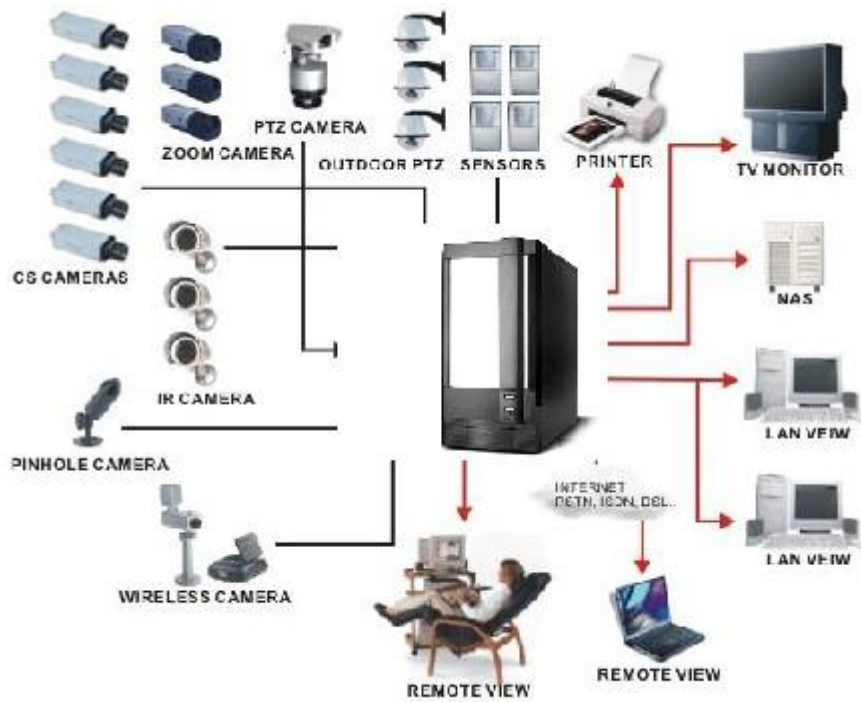 PTZ CAMERA
ZOOM CAMERA
OUTDOOR PTZ
SENSORS
PRINTER
TV MONITOR
CS CAMERAS
NAS
IR CAMERA
LAN VEIW
PINHOLE CAMERA
INTERNET
PSTN, ISDN, DSL..
LAN VEIW
WIRELESS CAMERA
REMOTE VIEW
REMOTE VIEW